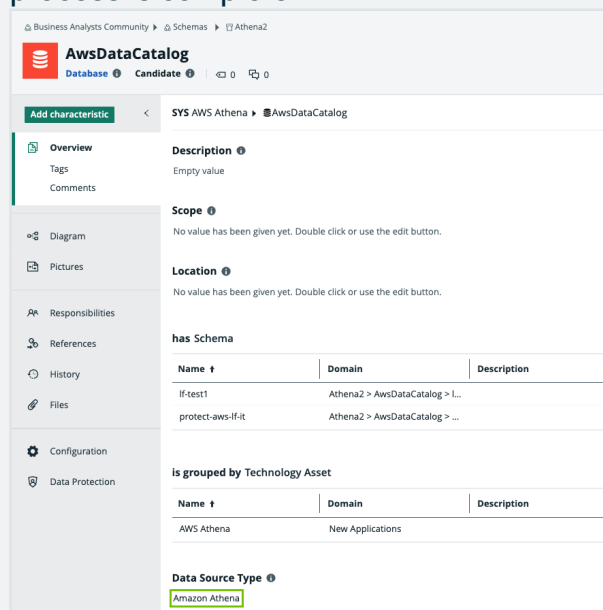 Business Analysts Community ▸ Schemas ▸ Athena2
AwsDataCatalog
Database Candidate 0 0
Add characteristic
Overview
Tags
Comments
Diagram
Pictures
Responsibilities
References
History
Files
Configuration
Data Protection
SYS AWS Athena ▸ AwsDataCatalog
Description
Empty value
Scope
No value has been given yet. Double click or use the edit button.
Location
No value has been given yet. Double click or use the edit button.
has Schema
Name ↑ Domain Description
lf-test1 Athena2 > AwsDataCatalog > l...
protect-aws-lf-it Athena2 > AwsDataCatalog > ...
is grouped by Technology Asset
Name ↑ Domain Description
AWS Athena New Applications
Data Source Type
Amazon Athena